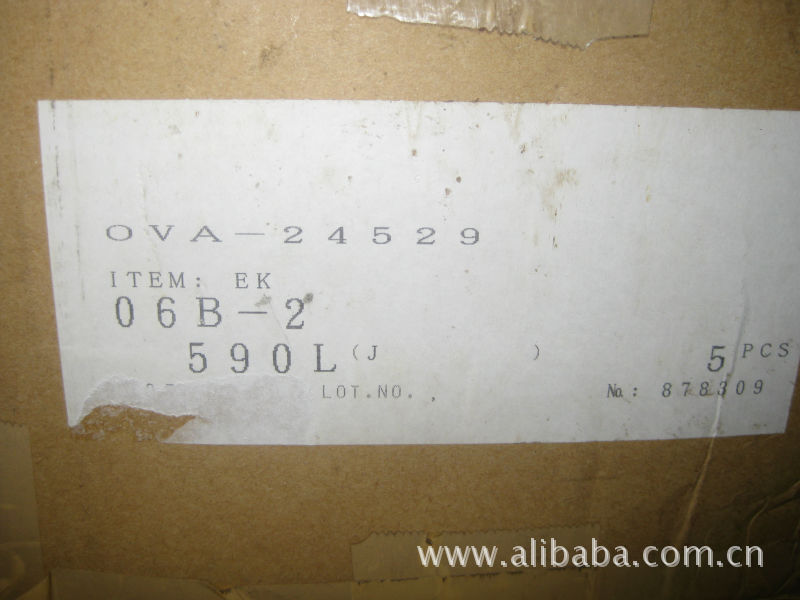 OVA-24529
ITEM: EK
06B-2
590L (J ) 5 PCS
LOT.NO. , №: 878309
www.alibaba.com.cn